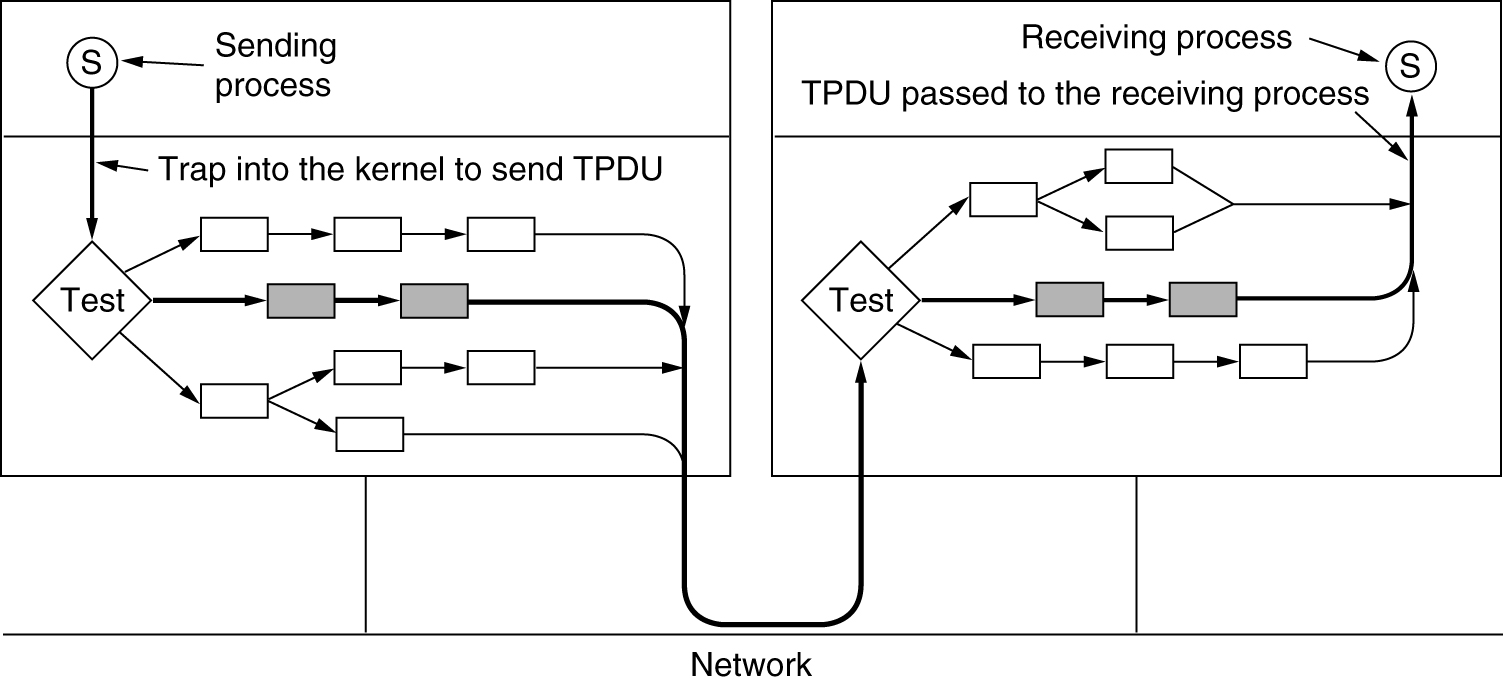 S
Sending
process
Trap into the kernel to send TPDU
Test
Receiving process
S
TPDU passed to the receiving process
Test
Network